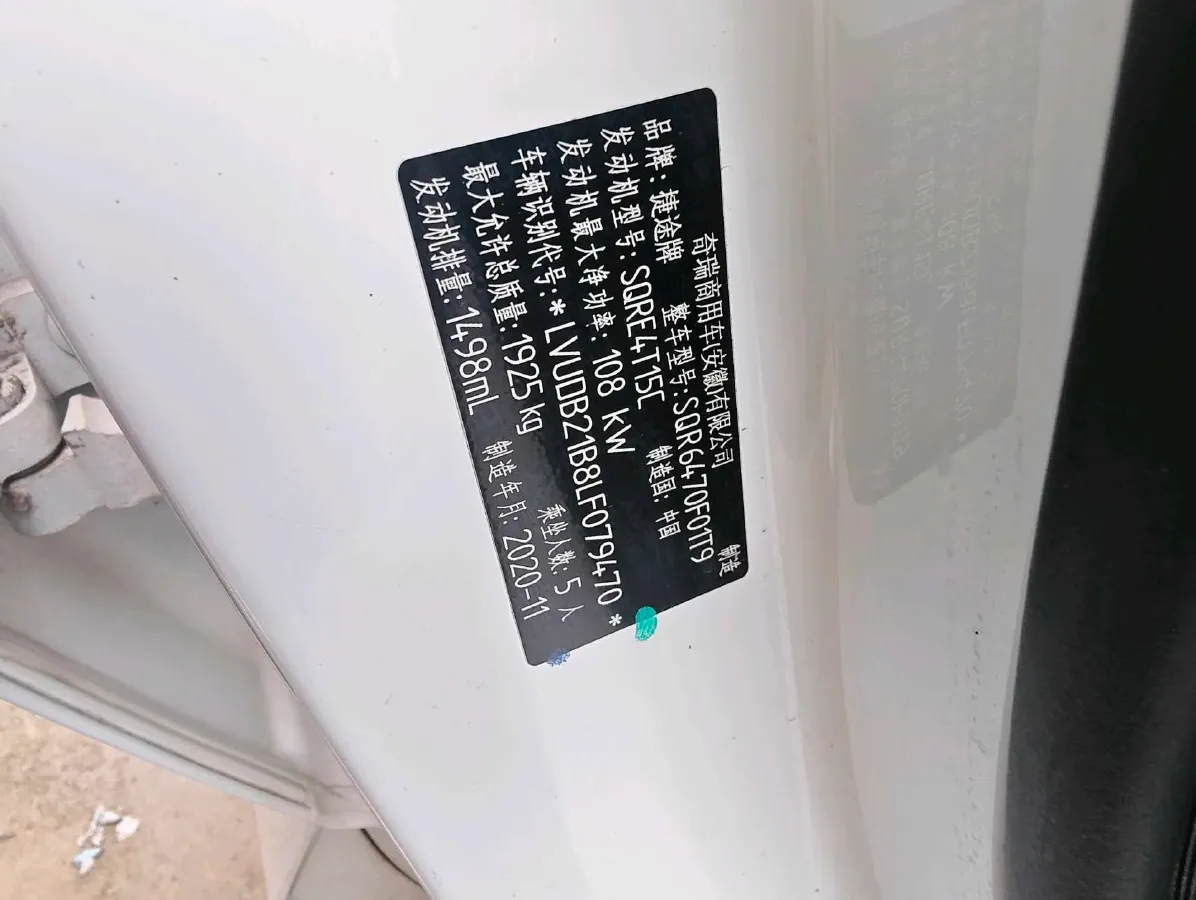 奇瑞商用车(安徽)有限公司 制造
品牌: 捷途牌 整车型号: SQR6470F01T9
发动机型号: SQRE4T15C 制造国: 中国
发动机最大净功率: 108 kW
车辆识别代号: *LVUDB21B8LF079470*
最大允许总质量: 1925kg 乘坐人数: 5 人
发动机排量: 1498mL 制造年月: 2020-11